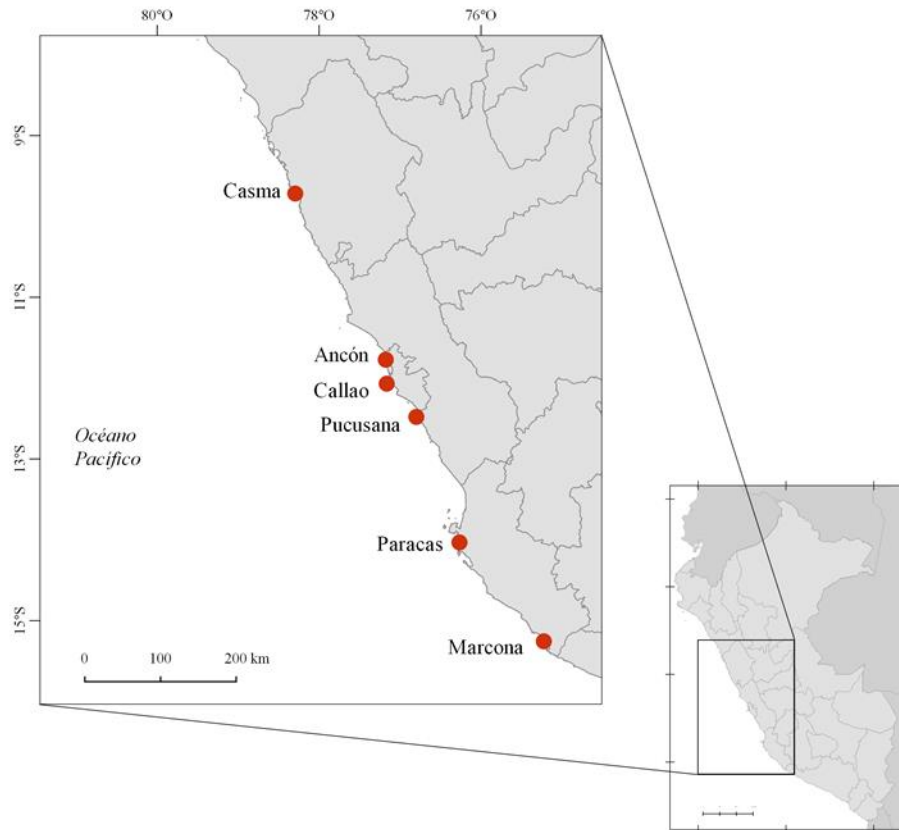 80°O 78°O 76°O
9°S
Casma
11°S
Ancón
Callao
Pucusana
Océano
Pacífico
13°S
Paracas
15°S
Marcona
0 100 200 km